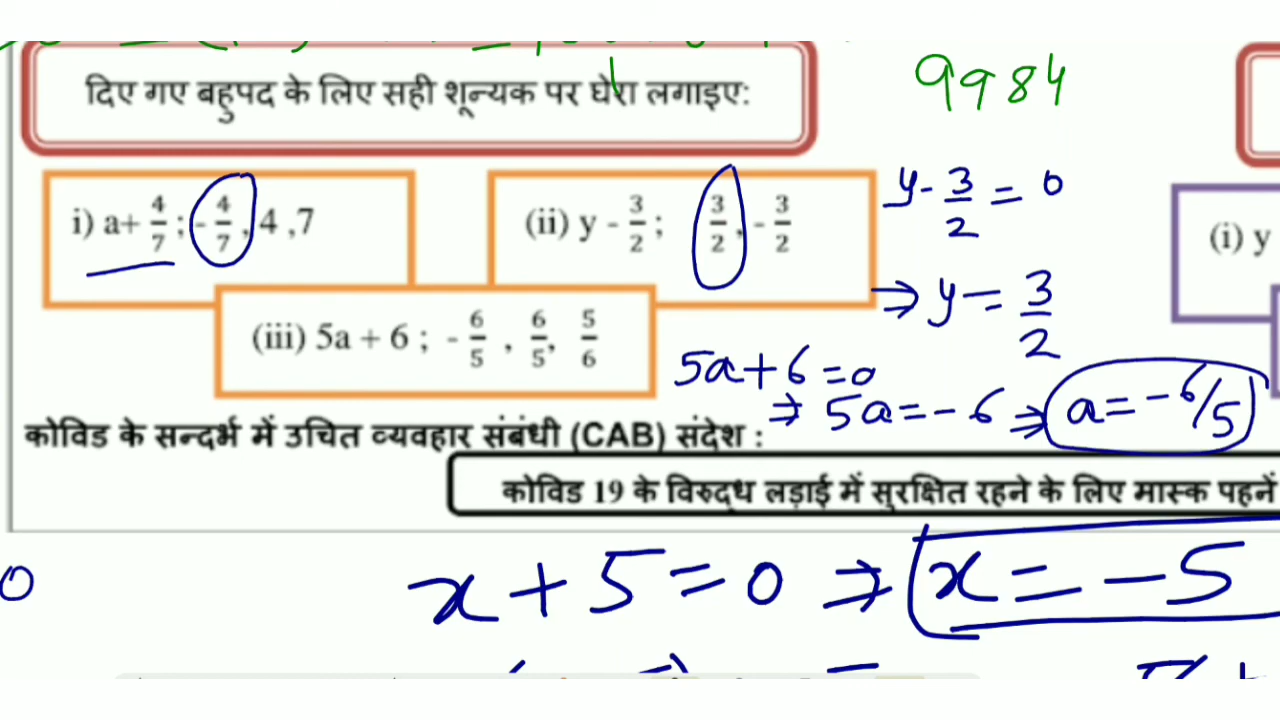 दिए गए बहुपद के लिए सही शून्यक पर घेरा लगाइए:
9984
i) a+ 4/7 ; - 4/7 , 4 ,7
(ii) y - 3/2 ; 3/2 , - 3/2
y - 3/2 = 0
⇒ y = 3/2
(i) y
(iii) 5a + 6 ; - 6/5 , 6/5, 5/6
5a+6=0
⇒ 5a=-6 ⇒ a=-6/5
कोविड के सन्दर्भ में उचित व्यवहार संबंधी (CAB) संदेश :
कोविड 19 के विरुद्ध लड़ाई में सुरक्षित रहने के लिए मास्क पहनें
0
x + 5 = 0 ⇒ x = -5